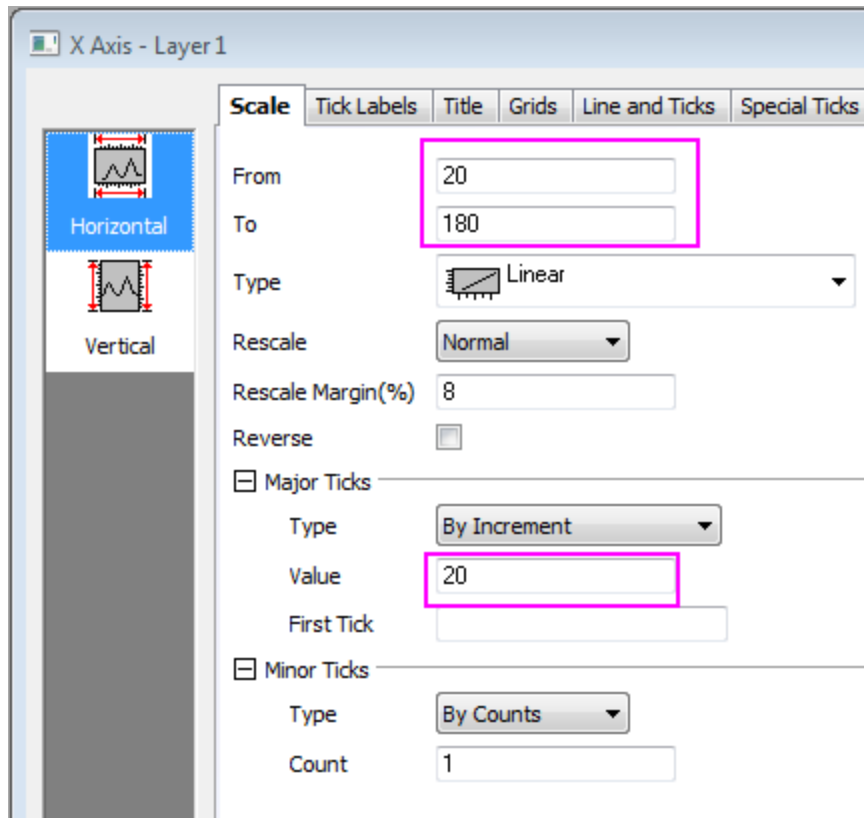 X Axis - Layer 1
Scale Tick Labels Title Grids Line and Ticks Special Ticks
Horizontal
Vertical
From 20
To 180
Type Linear
Rescale Normal
Rescale Margin(%) 8
Reverse
Major Ticks
Type By Increment
Value 20
First Tick
Minor Ticks
Type By Counts
Count 1